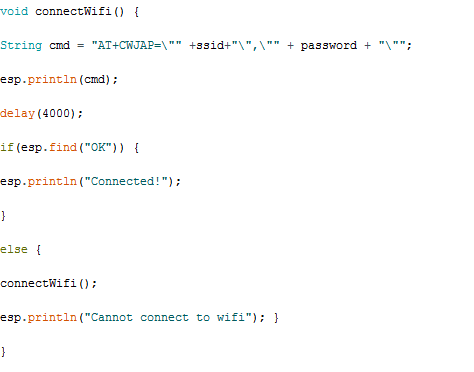 void connectWifi() {
String cmd = "AT+CWJAP=\"" +ssid+"\",\"" + password + "\"";
esp.println(cmd);
delay(4000);
if(esp.find("OK")) {
esp.println("Connected!");
}
else {
connectWifi();
esp.println("Cannot connect to wifi"); }
}